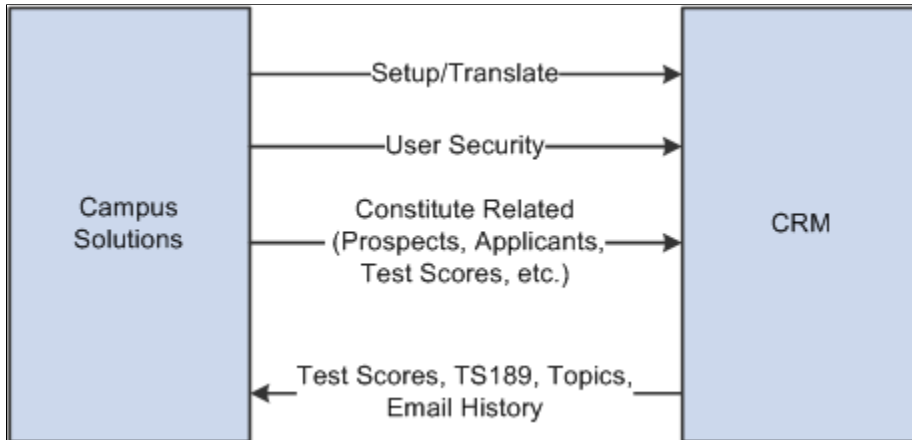 Campus
Solutions
Setup/Translate
User Security
Constitute Related
(Prospects, Applicants,
Test Scores, etc.)
Test Scores, TS189, Topics,
Email History
CRM